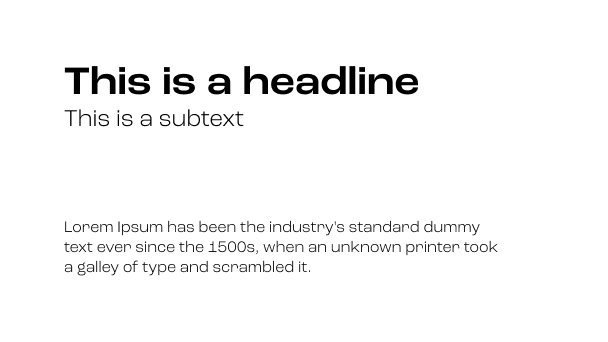 This is a headline
This is a subtext
Lorem Ipsum has been the industry's standard dummy
text ever since the 1500s, when an unknown printer took
a galley of type and scrambled it.